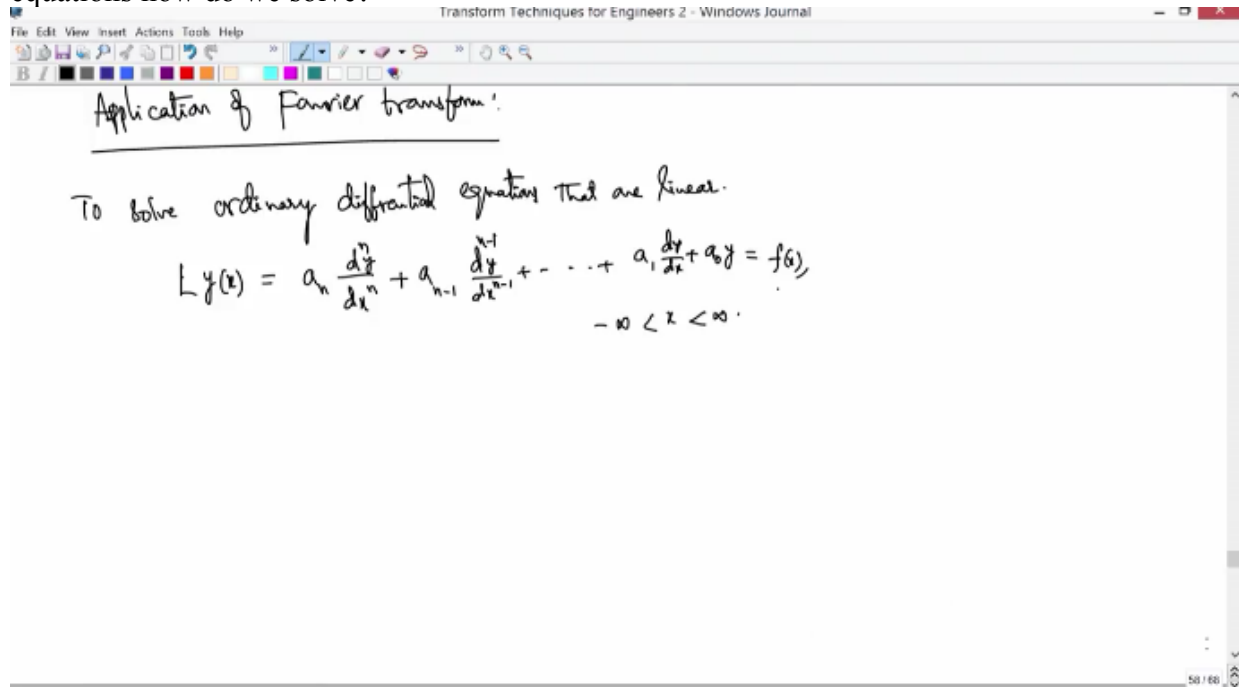 equations how do we solve?
Transform Techniques for Engineers 2 - Windows Journal
File Edit View Insert Actions Tools Help
B I
Application of Fourier transform:
To solve ordinary diffrential equations that are linear.
L y(x) = a_n d^n y/dx^n + a_{n-1} d^{n-1} y/dx^{n-1} + - - - - + a_1 dy/dx + a_0 y = f(x),
-∞ < x < ∞.
58 / 68